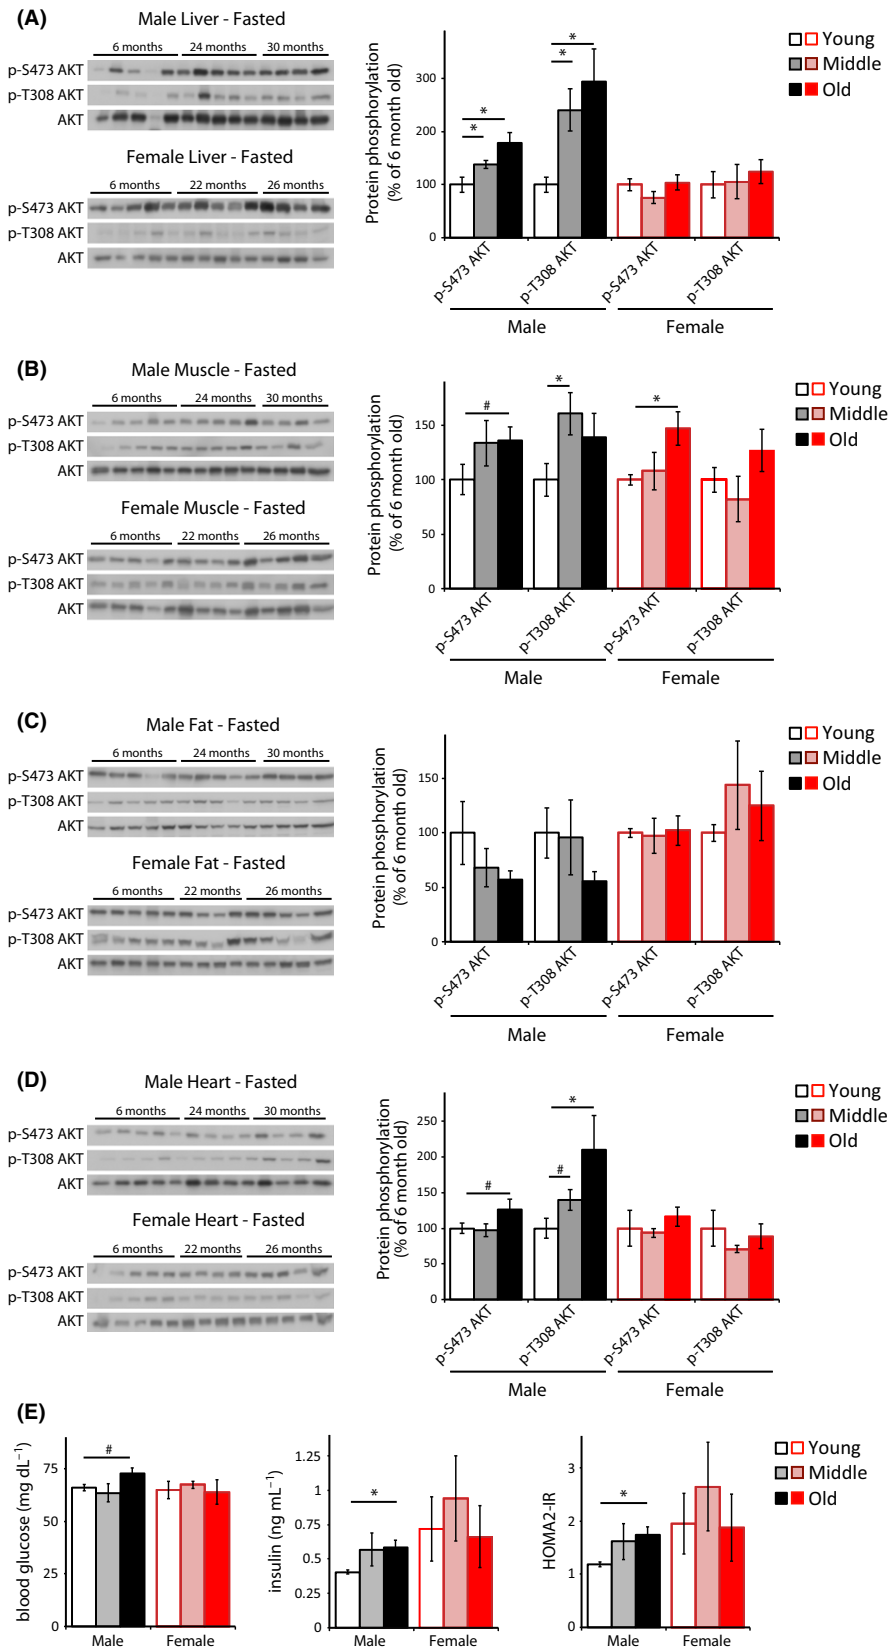 (A)
Male Liver - Fasted
6 months 24 months 30 months
p-S473 AKT
p-T308 AKT
AKT
Female Liver - Fasted
6 months 22 months 26 months
p-S473 AKT
p-T308 AKT
AKT
Protein phosphorylation
(% of 6 month old)
300
200
100
0
* * * *
p-S473 AKT p-T308 AKT p-S473 AKT p-T308 AKT
Male Female
Young
Middle
Old
(B)
Male Muscle - Fasted
6 months 24 months 30 months
p-S473 AKT
p-T308 AKT
AKT
Female Muscle - Fasted
6 months 22 months 26 months
p-S473 AKT
p-T308 AKT
AKT
Protein phosphorylation
(% of 6 month old)
150
100
50
0
# * *
p-S473 AKT p-T308 AKT p-S473 AKT p-T308 AKT
Male Female
Young
Middle
Old
(C)
Male Fat - Fasted
6 months 24 months 30 months
p-S473 AKT
p-T308 AKT
AKT
Female Fat - Fasted
6 months 22 months 26 months
p-S473 AKT
p-T308 AKT
AKT
Protein phosphorylation
(% of 6 month old)
150
100
50
0
p-S473 AKT p-T308 AKT p-S473 AKT p-T308 AKT
Male Female
Young
Middle
Old
(D)
Male Heart - Fasted
6 months 24 months 30 months
p-S473 AKT
p-T308 AKT
AKT
Female Heart - Fasted
6 months 22 months 26 months
p-S473 AKT
p-T308 AKT
AKT
Protein phosphorylation
(% of 6 month old)
250
200
150
100
50
0
# # *
p-S473 AKT p-T308 AKT p-S473 AKT p-T308 AKT
Male Female
Young
Middle
Old
(E)
blood glucose (mg dL−1)
75
50
25
0
#
Male Female
insulin (ng mL−1)
1.25
1
0.75
0.5
0.25
0
*
Male Female
HOMA2-IR
3
2
1
0
*
Male Female
Young
Middle
Old